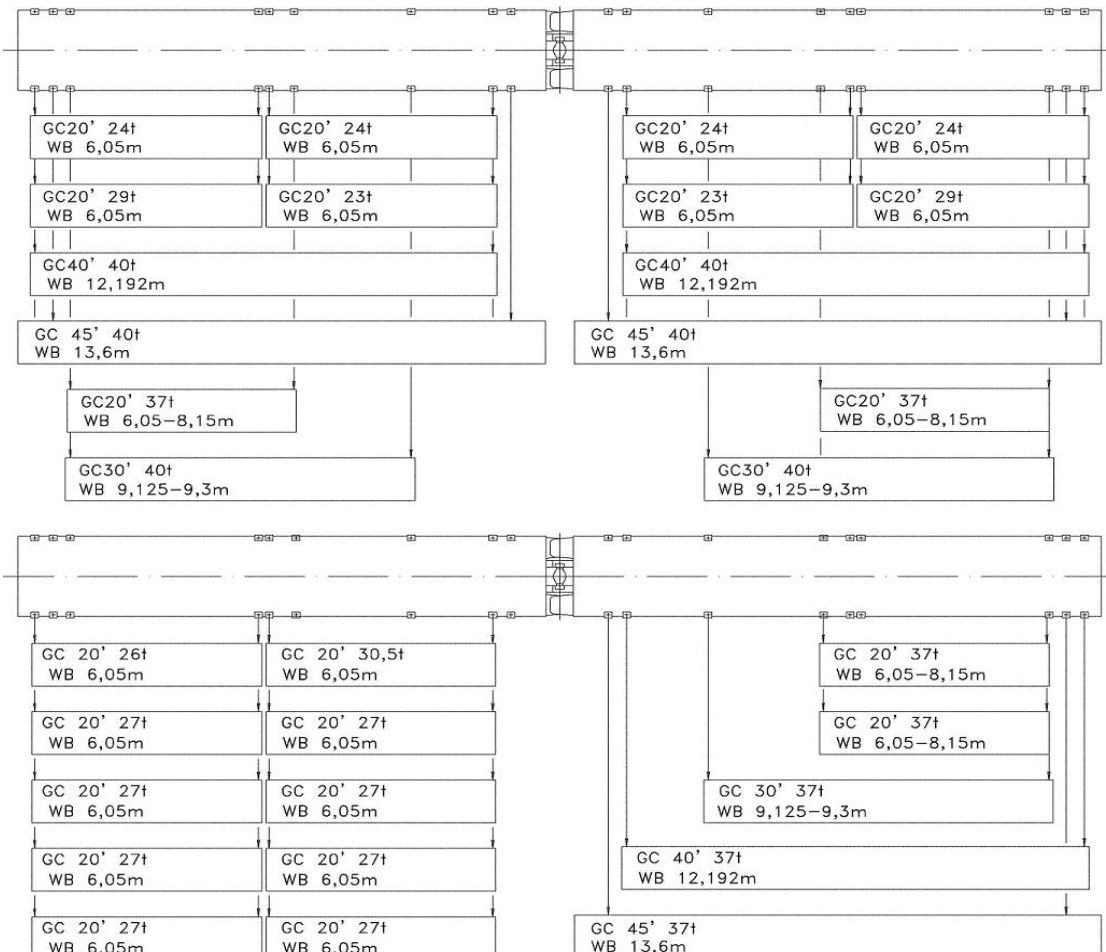 GC20' 24t
WB 6,05m
GC20' 24t
WB 6,05m
GC20' 24t
WB 6,05m
GC20' 24t
WB 6,05m
GC20' 29t
WB 6,05m
GC20' 23t
WB 6,05m
GC20' 23t
WB 6,05m
GC20' 29t
WB 6,05m
GC40' 40t
WB 12,192m
GC40' 40t
WB 12,192m
GC 45' 40t
WB 13,6m
GC 45' 40t
WB 13,6m
GC20' 37t
WB 6,05-8,15m
GC20' 37t
WB 6,05-8,15m
GC30' 40t
WB 9,125-9,3m
GC30' 40t
WB 9,125-9,3m
GC 20' 26t
WB 6,05m
GC 20' 30,5t
WB 6,05m
GC 20' 37t
WB 6,05-8,15m
GC 20' 27t
WB 6,05m
GC 20' 27t
WB 6,05m
GC 20' 37t
WB 6,05-8,15m
GC 20' 27t
WB 6,05m
GC 20' 27t
WB 6,05m
GC 30' 37t
WB 9,125-9,3m
GC 20' 27t
WB 6,05m
GC 20' 27t
WB 6,05m
GC 40' 37t
WB 12,192m
GC 20' 27t
WB 6,05m
GC 20' 27t
WB 6,05m
GC 45' 37t
WB 13,6m